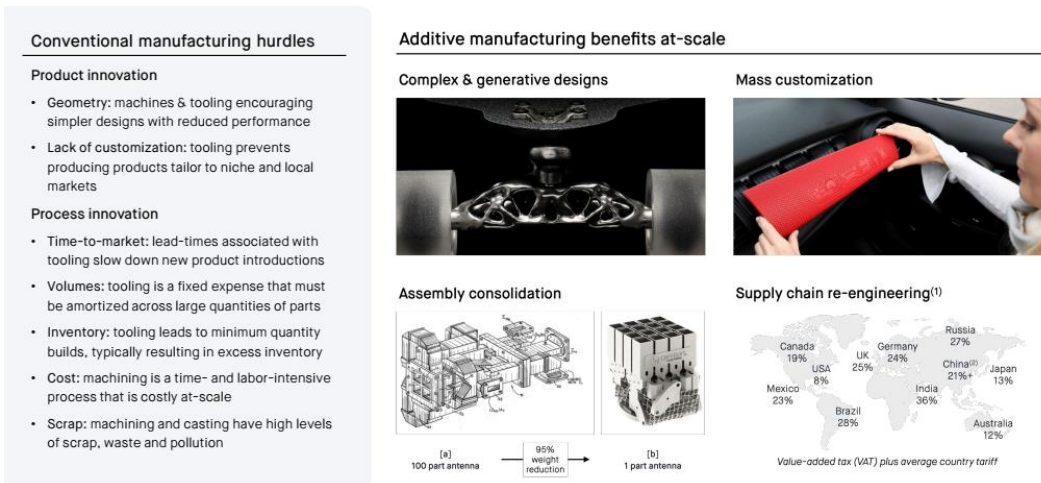 Conventional manufacturing hurdles
Product innovation
• Geometry: machines & tooling encouraging
simpler designs with reduced performance
• Lack of customization: tooling prevents
producing products tailor to niche and local
markets
Process innovation
• Time-to-market: lead-times associated with
tooling slow down new product introductions
• Volumes: tooling is a fixed expense that must
be amortized across large quantities of parts
• Inventory: tooling leads to minimum quantity
builds, typically resulting in excess inventory
• Cost: machining is a time- and labor-intensive
process that is costly at-scale
• Scrap: machining and casting have high levels
of scrap, waste and pollution
Additive manufacturing benefits at-scale
Complex & generative designs
Mass customization
Assembly consolidation
[a]
100 part antenna
95%
weight
reduction
[b]
1 part antenna
Supply chain re-engineering(1)
Canada
19%
USA
8%
Mexico
23%
Brazil
28%
UK
25%
Germany
24%
Russia
27%
China(2)
21%+
Japan
13%
India
36%
Australia
12%
Value-added tax (VAT) plus average country tariff